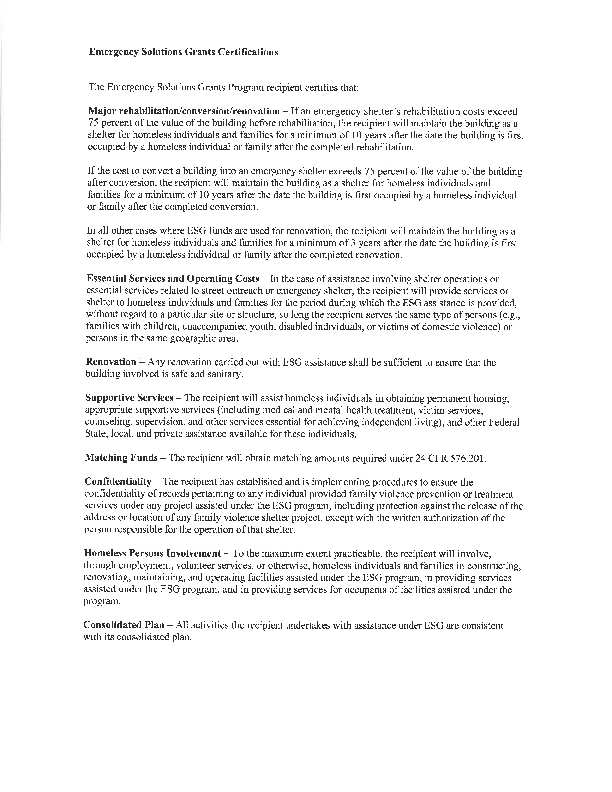 Emergency Solutions Grants Certifications
The Emergency Solutions Grants Program recipient certifies that:
Major rehabilitation/conversion/renovation – If an emergency shelter's rehabilitation costs exceed
75 percent of the value of the building before rehabilitation, the recipient will maintain the building as a
shelter for homeless individuals and families for a minimum of 10 years after the date the building is first
occupied by a homeless individual or family after the completed rehabilitation.
If the cost to convert a building into an emergency shelter exceeds 75 percent of the value of the building
after conversion, the recipient will maintain the building as a shelter for homeless individuals and
families for a minimum of 10 years after the date the building is first occupied by a homeless individual
or family after the completed conversion.
In all other cases where ESG funds are used for renovation, the recipient will maintain the building as a
shelter for homeless individuals and families for a minimum of 3 years after the date the building is first
occupied by a homeless individual or family after the completed renovation.
Essential Services and Operating Costs – In the case of assistance involving shelter operations or
essential services related to street outreach or emergency shelter, the recipient will provide services or
shelter to homeless individuals and families for the period during which the ESG assistance is provided,
without regard to a particular site or structure, so long the recipient serves the same type of persons (e.g.,
families with children, unaccompanied youth, disabled individuals, or victims of domestic violence) or
persons in the same geographic area.
Renovation – Any renovation carried out with ESG assistance shall be sufficient to ensure that the
building involved is safe and sanitary.
Supportive Services – The recipient will assist homeless individuals in obtaining permanent housing,
appropriate supportive services (including medical and mental health treatment, victim services,
counseling, supervision, and other services essential for achieving independent living), and other Federal
State, local, and private assistance available for these individuals.
Matching Funds – The recipient will obtain matching amounts required under 24 CFR 576.201.
Confidentiality – The recipient has established and is implementing procedures to ensure the
confidentiality of records pertaining to any individual provided family violence prevention or treatment
services under any project assisted under the ESG program, including protection against the release of the
address or location of any family violence shelter project, except with the written authorization of the
person responsible for the operation of that shelter.
Homeless Persons Involvement – To the maximum extent practicable, the recipient will involve,
through employment, volunteer services, or otherwise, homeless individuals and families in constructing,
renovating, maintaining, and operating facilities assisted under the ESG program, in providing services
assisted under the ESG program, and in providing services for occupants of facilities assisted under the
program.
Consolidated Plan – All activities the recipient undertakes with assistance under ESG are consistent
with its consolidated plan.